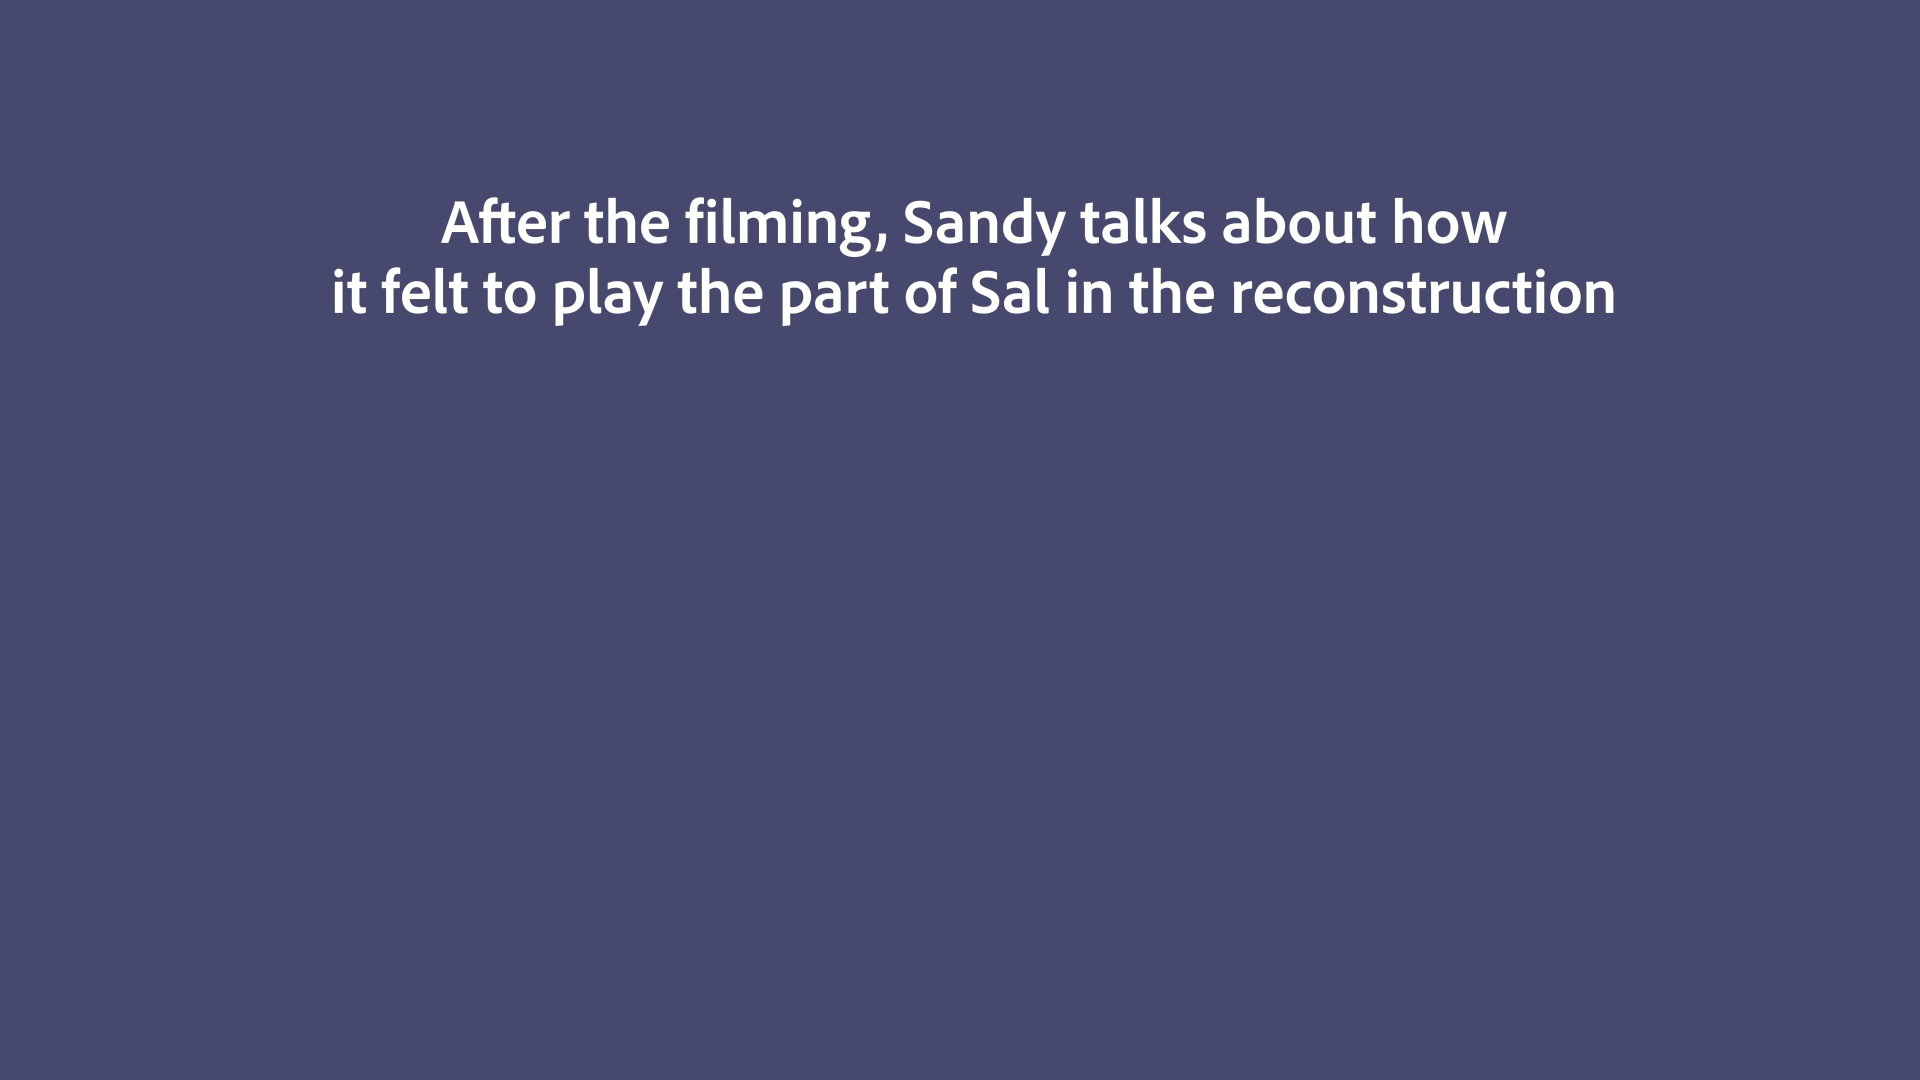 After the filming, Sandy talks about how
it felt to play the part of Sal in the reconstruction